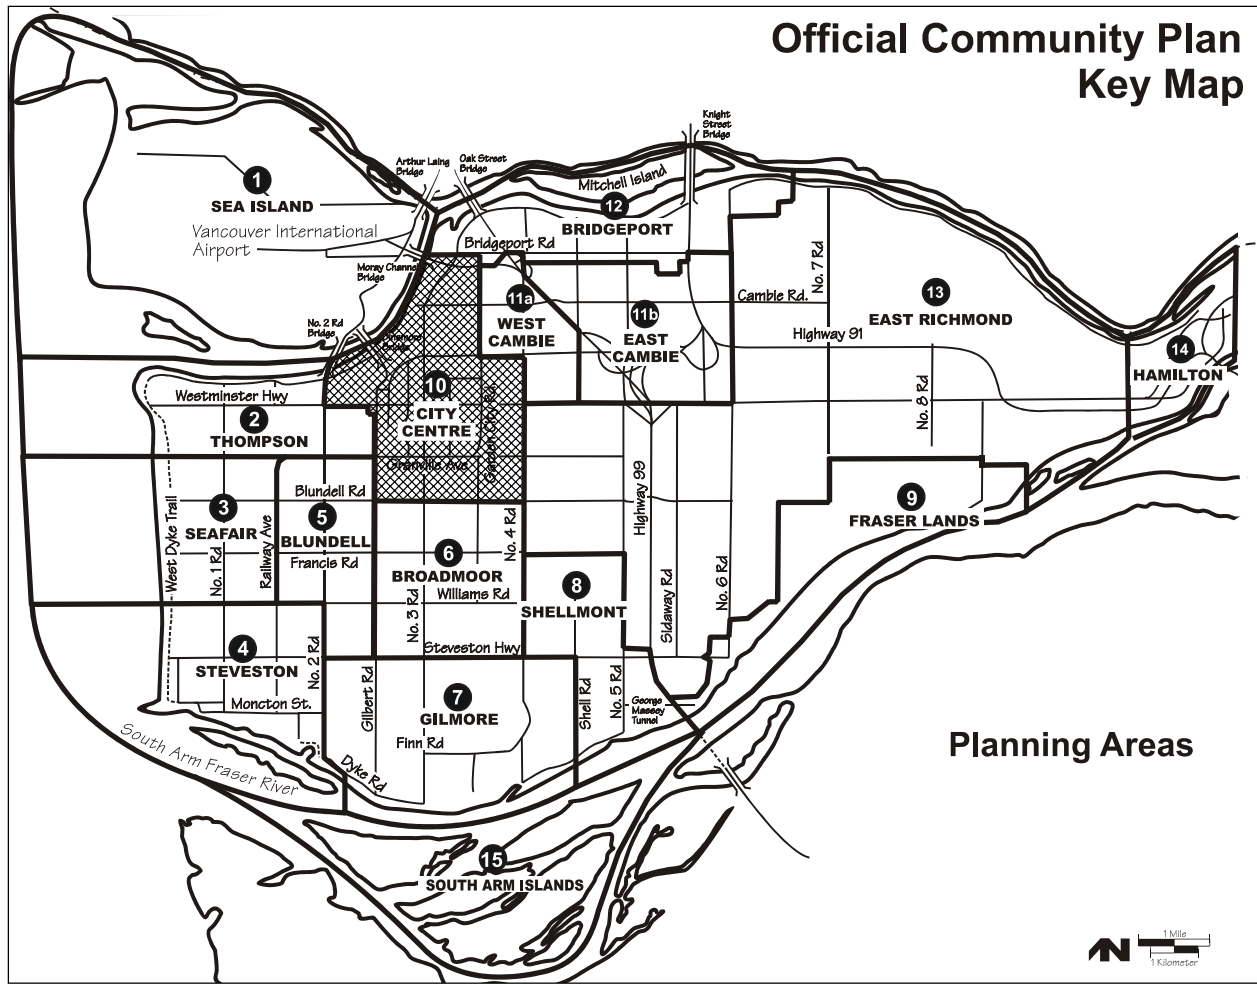 Official Community Plan
Key Map
Knight
Street
Bridge
Arthur Laing
Bridge
Oak Street
Bridge
Mitchell Island
1
SEA ISLAND
12
BRIDGEPORT
Vancouver International
Airport
Bridgeport Rd
Moray Channel
Bridge
No. 7 Rd
11a
WEST
CAMBIE
11b
EAST
CAMBIE
Cambie Rd.
13
EAST RICHMOND
No. 2 Rd
Bridge
Dinsmore
Bridge
Highway 91
14
HAMILTON
10
CITY
CENTRE
Westminster Hwy
Garden City Rd.
No. 8 Rd
2
THOMPSON
Granville Ave
Highway 99
Blundell Rd
9
FRASER LANDS
3
SEAFAIR
5
BLUNDELL
No. 4 Rd
West Dyke Trail
No. 1 Rd
Railway Ave
Francis Rd
6
BROADMOOR
Williams Rd
8
SHELLMONT
No. 3 Rd
Sidaway Rd
No. 6 Rd
4
STEVESTON
No. 2 Rd
Steveston Hwy
Gilbert Rd
7
GILMORE
Shell Rd
No. 5 Rd
George
Massey
Tunnel
Moncton St.
Finn Rd
South Arm Fraser River
Dyke Rd
Planning Areas
15
SOUTH ARM ISLANDS
N
1 Mile
1 Kilometer